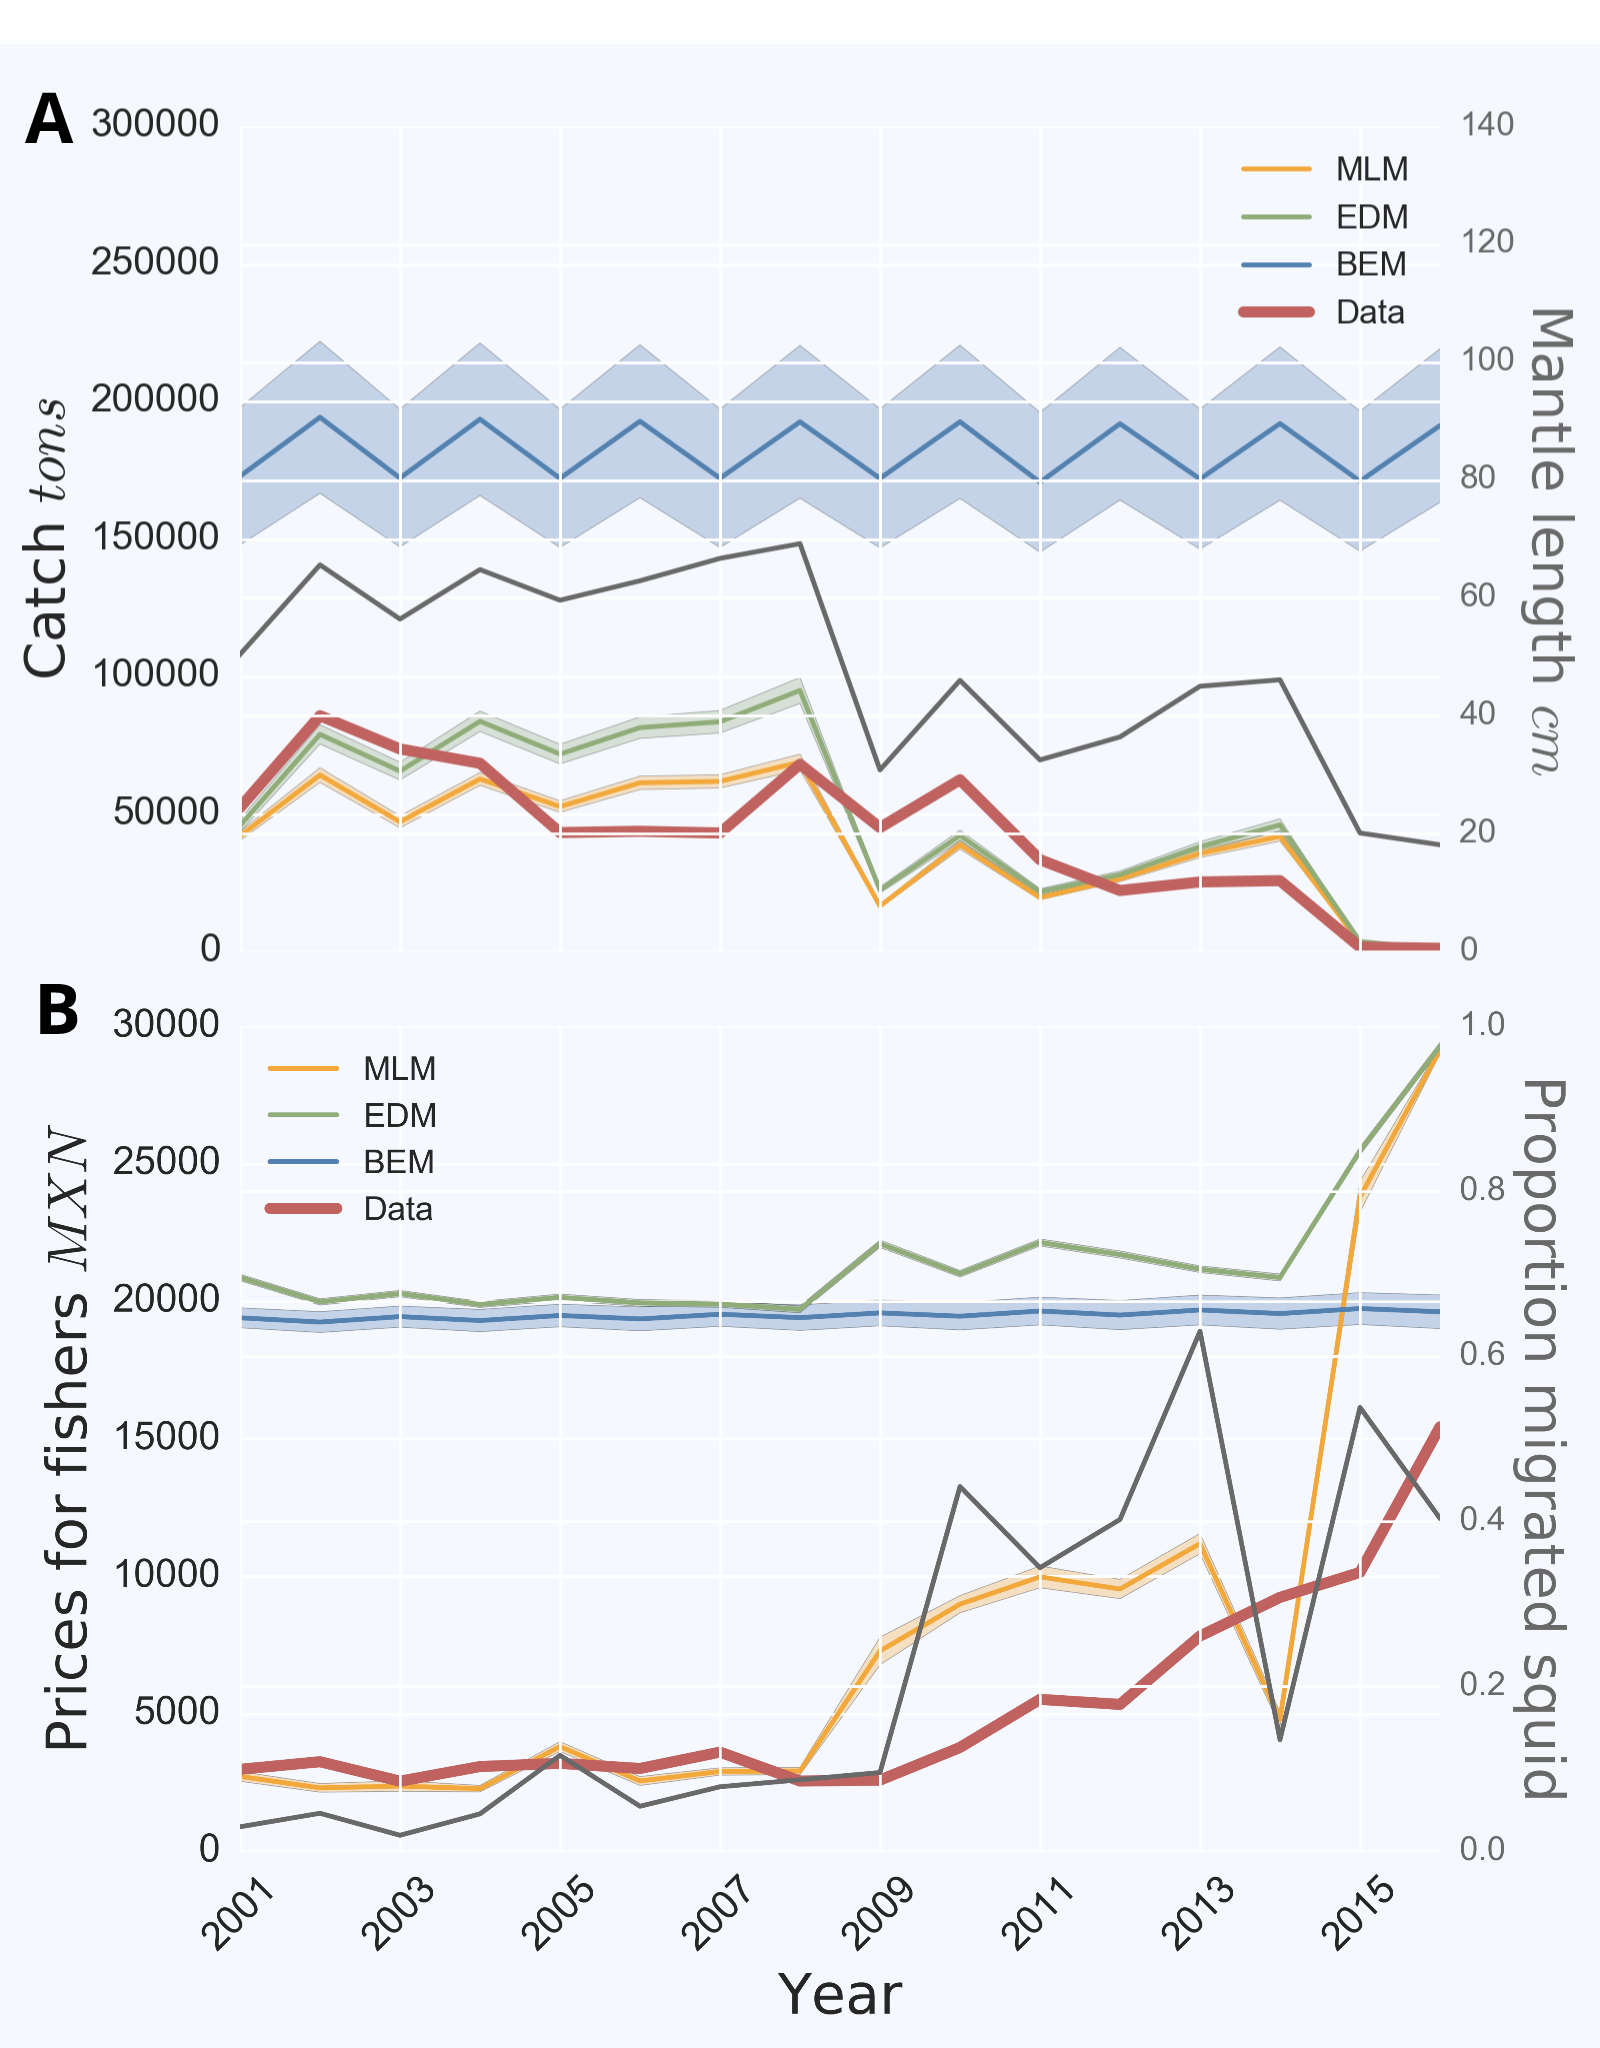 A
300000
250000
200000
150000
100000
50000
0
Catch tons
140
120
100
80
60
40
20
0
Mantle length cm
MLM
EDM
BEM
Data
B
30000
25000
20000
15000
10000
5000
0
Prices for fishers MXN
1.0
0.8
0.6
0.4
0.2
0.0
Proportion migrated squid
MLM
EDM
BEM
Data
2001
2003
2005
2007
2009
2011
2013
2015
Year